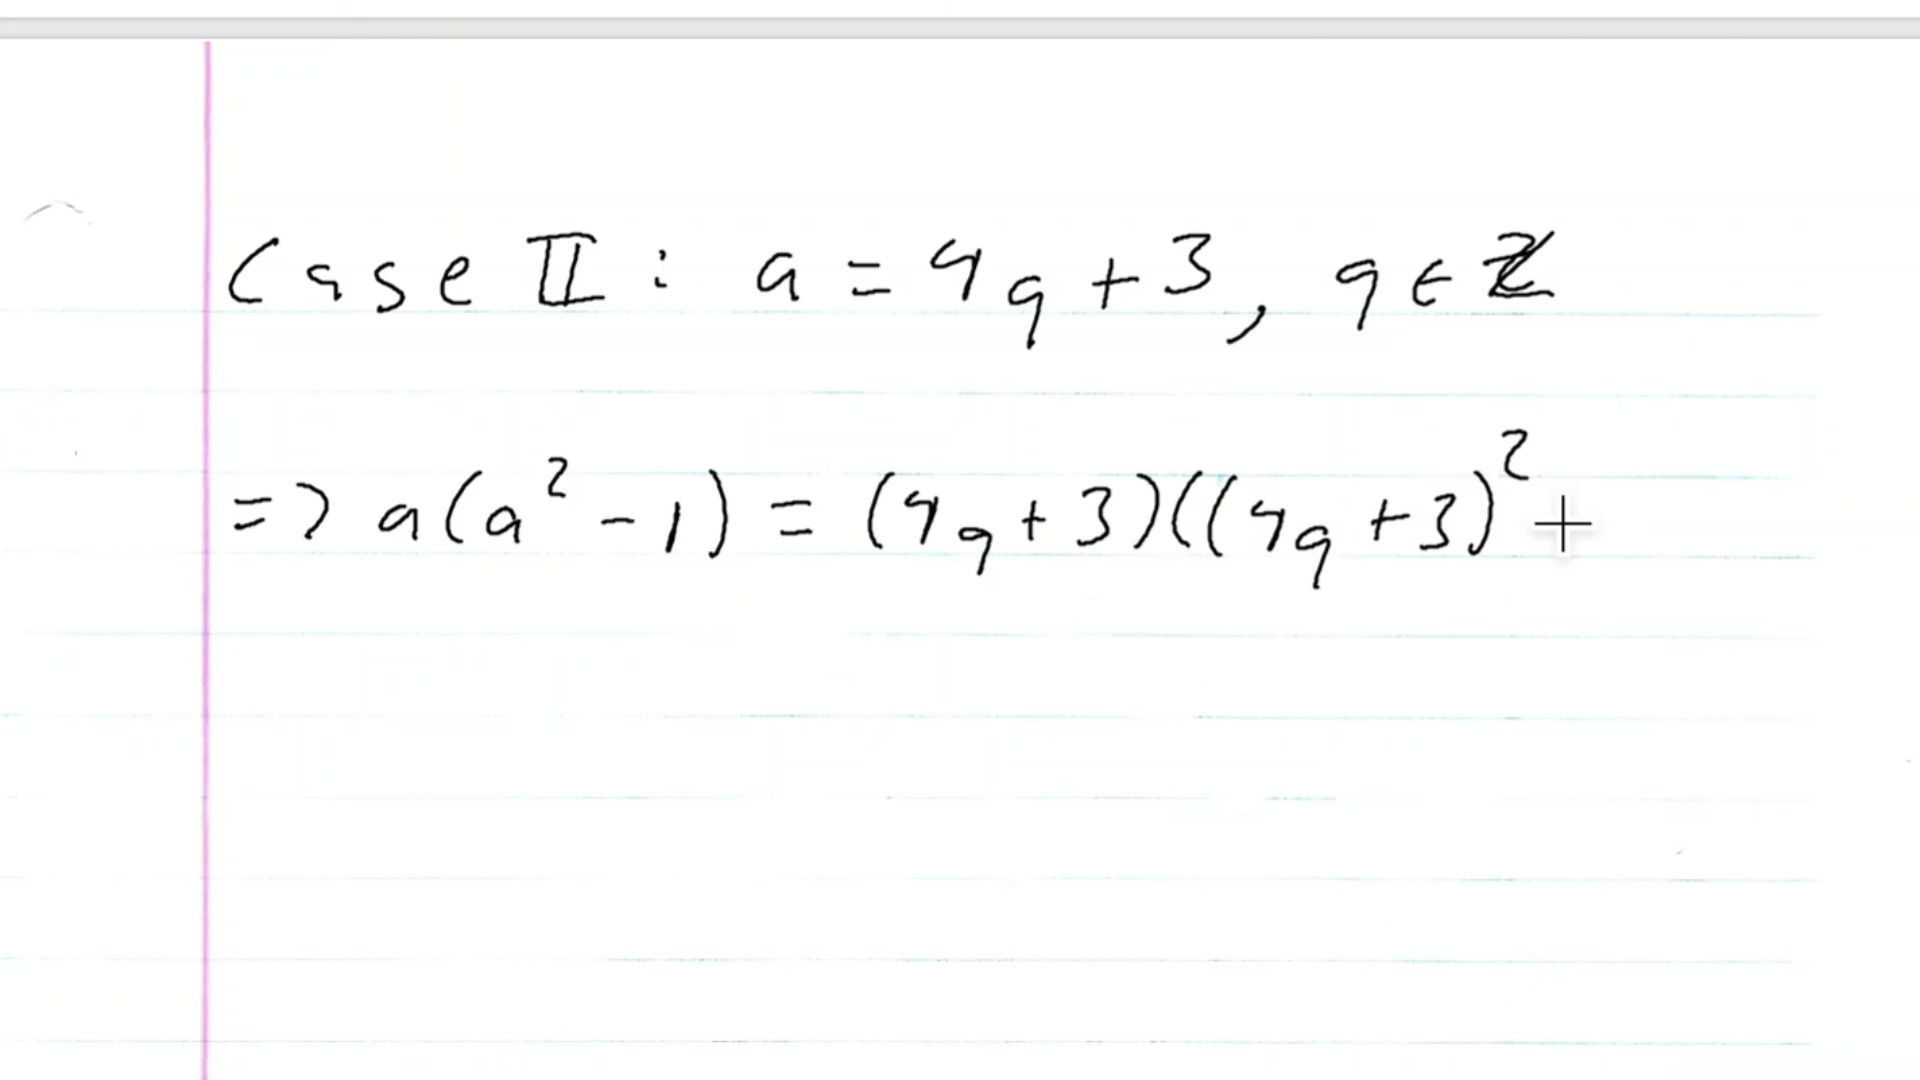 Case II: a = 4q + 3, q ∈ ℤ
=> a(a² - 1) = (4q + 3)((4q + 3)²